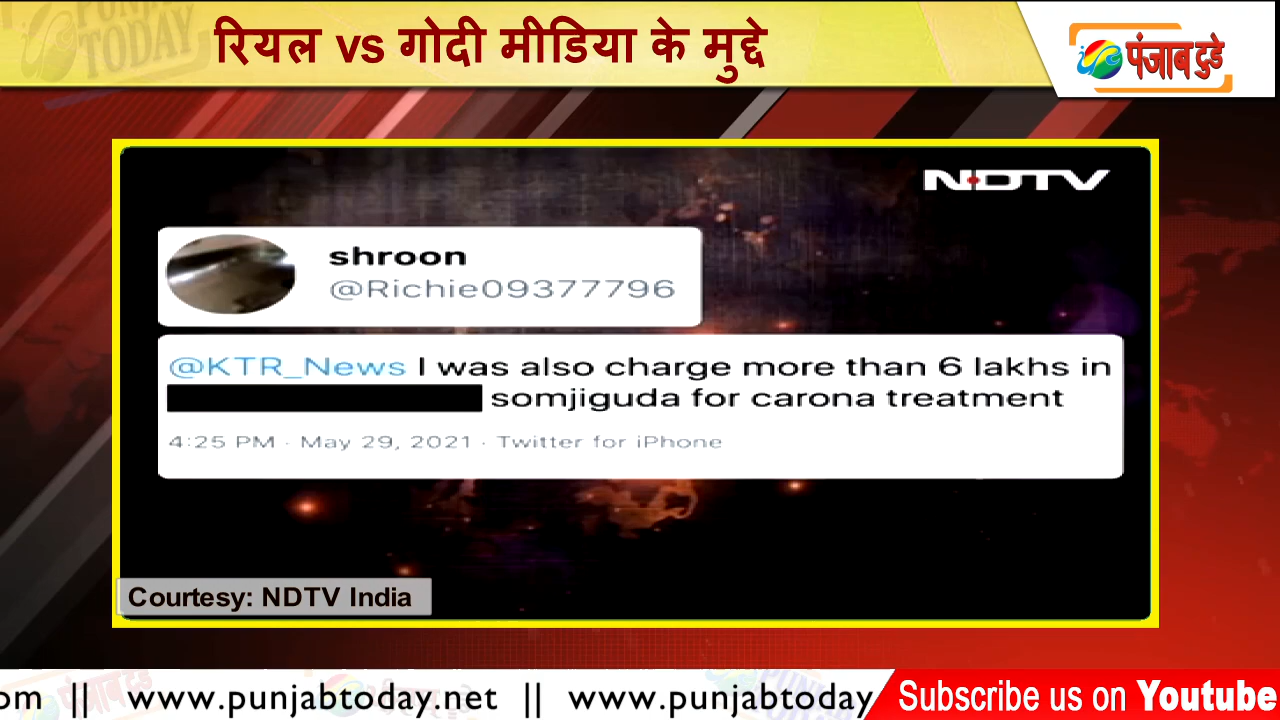 PUNJAB
TODAY
रियल vs गोदी मीडिया के मुद्दे
पंजाब टुडे
NDTV
shroon
@Richie09377796
@KTR_News I was also charge more than 6 lakhs in
somjiguda for carona treatment
4:25 PM · May 29, 2021 · Twitter for iPhone
Courtesy: NDTV India
om || www.punjabtoday.net || www.punjabtoday
Subscribe us on Youtube